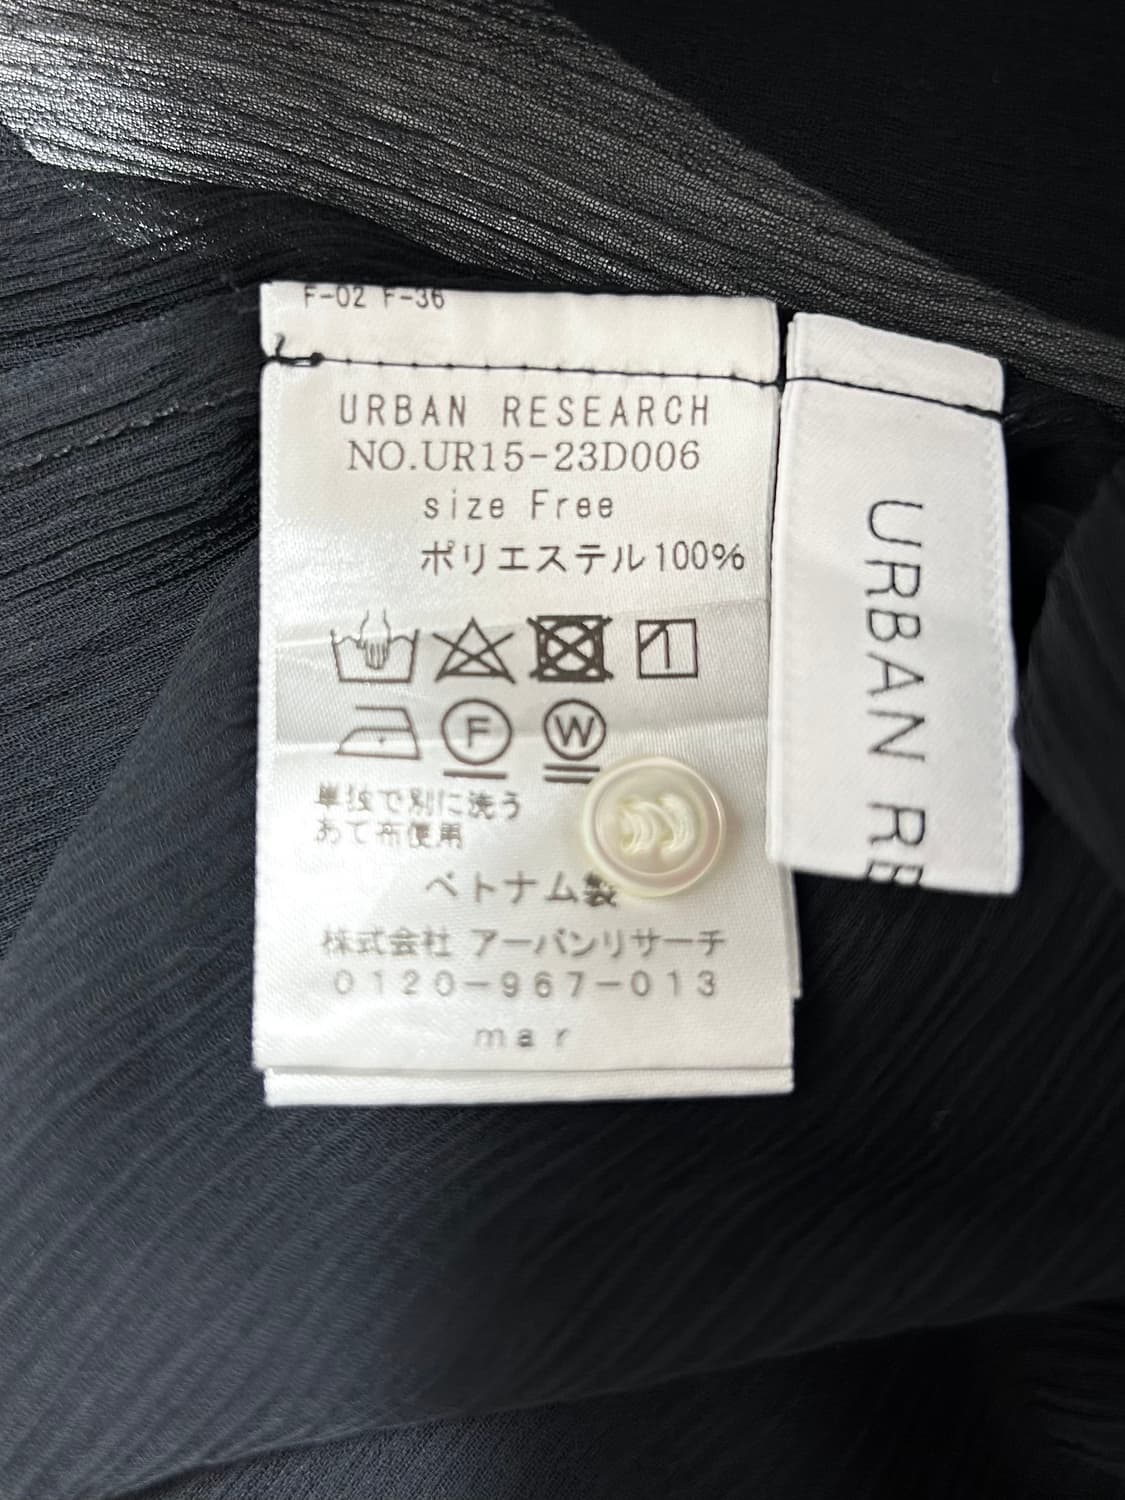 F-02 F-36
URBAN RESEARCH
NO.UR15-23D006
size Free
ポリエステル100%
F
W
単独で別に洗う
あて布使用
ベトナム製
株式会社 アーバンリサーチ
0120-967-013
mar
URBAN RE